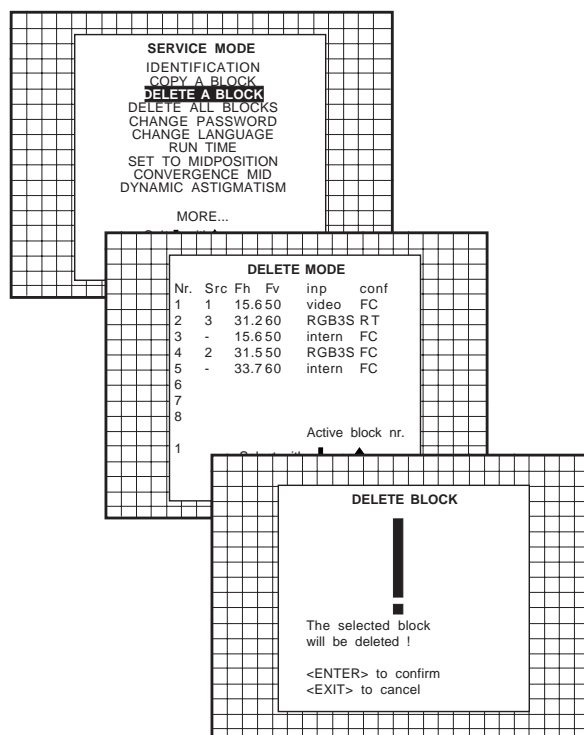 SERVICE MODE
IDENTIFICATION
COPY A BLOCK
DELETE A BLOCK
DELETE ALL BLOCKS
CHANGE PASSWORD
CHANGE LANGUAGE
RUN TIME
SET TO MIDPOSITION
CONVERGENCE MID
DYNAMIC ASTIGMATISM
MORE...
DELETE MODE
Nr. Src Fh Fv inp conf
1 1 15.6 50 video FC
2 3 31.2 60 RGB3S RT
3 - 15.6 50 intern FC
4 2 31.5 50 RGB3S FC
5 - 33.7 60 intern FC
6
7
8
Active block nr.
1
DELETE BLOCK
!
The selected block
will be deleted !
<ENTER> to confirm
<EXIT> to cancel